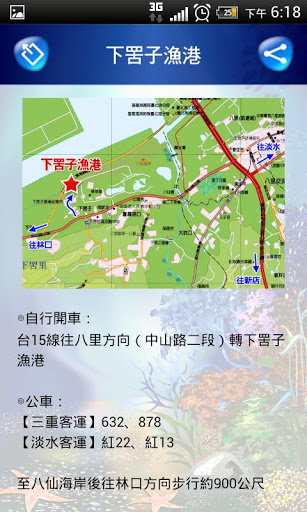 3G 25 下午 6:18
下罟子漁港
往淡水
下罟子漁港
下罟子
往林口
下罟里
往新店
◎自行開車：
台15線往八里方向（中山路二段）轉下罟子
漁港
◎公車：
【三重客運】632、878
【淡水客運】紅22、紅13
至八仙海岸後往林口方向步行約900公尺